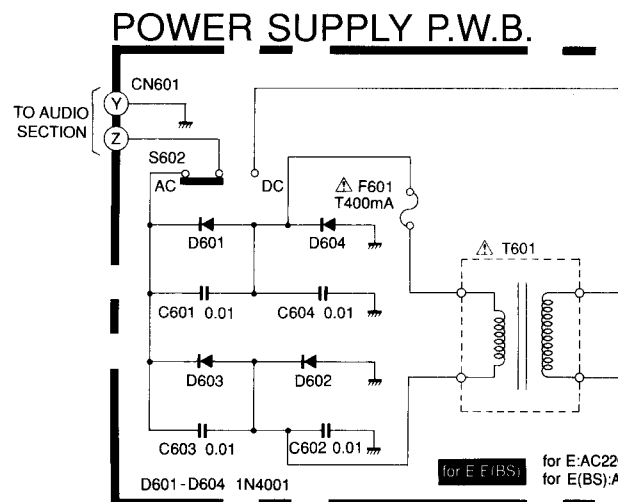 POWER SUPPLY P.W.B.
CN601
Y
TO AUDIO
SECTION
Z
S602
AC
DC
F601
T400mA
D601
D604
T601
C601 0.01
C604 0.01
D603
D602
C603 0.01
C602 0.01
D601-D604 1N4001
for E E(BS)
for E:AC22
for E(BS):A